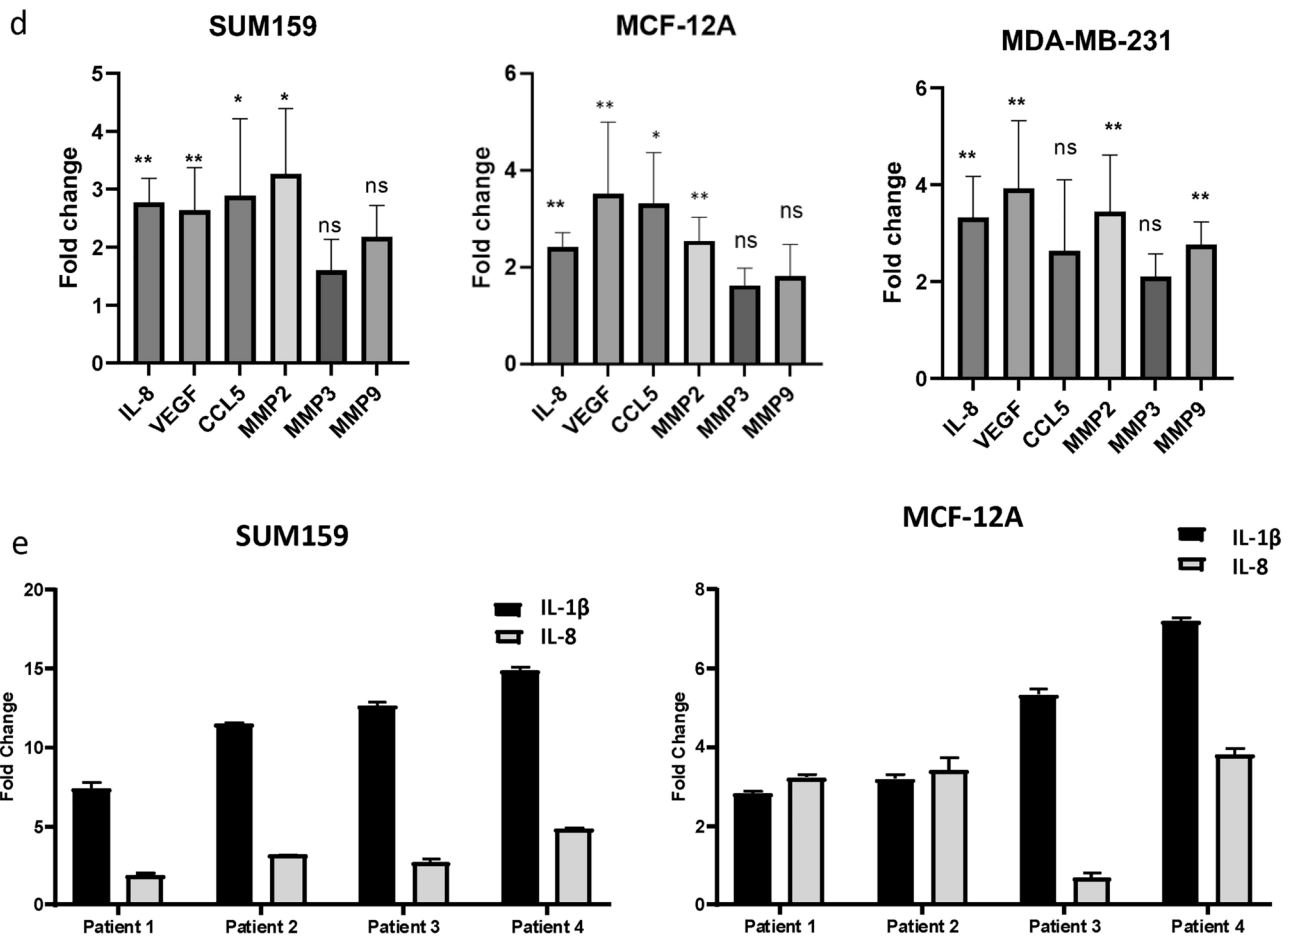 d
SUM159
MCF-12A
MDA-MB-231
Fold change
5
4
3
2
1
0
**
**
*
*
ns
ns
IL-8
VEGF
CCL5
MMP2
MMP3
MMP9
Fold change
6
4
2
0
**
**
*
**
ns
ns
IL-8
VEGF
CCL5
MMP2
MMP3
MMP9
Fold change
6
4
2
0
**
**
ns
**
ns
**
IL-8
VEGF
CCL5
MMP2
MMP3
MMP9
e
SUM159
IL-1β
IL-8
Fold Change
20
15
10
5
0
Patient 1
Patient 2
Patient 3
Patient 4
MCF-12A
IL-1β
IL-8
Fold Change
8
6
4
2
0
Patient 1
Patient 2
Patient 3
Patient 4